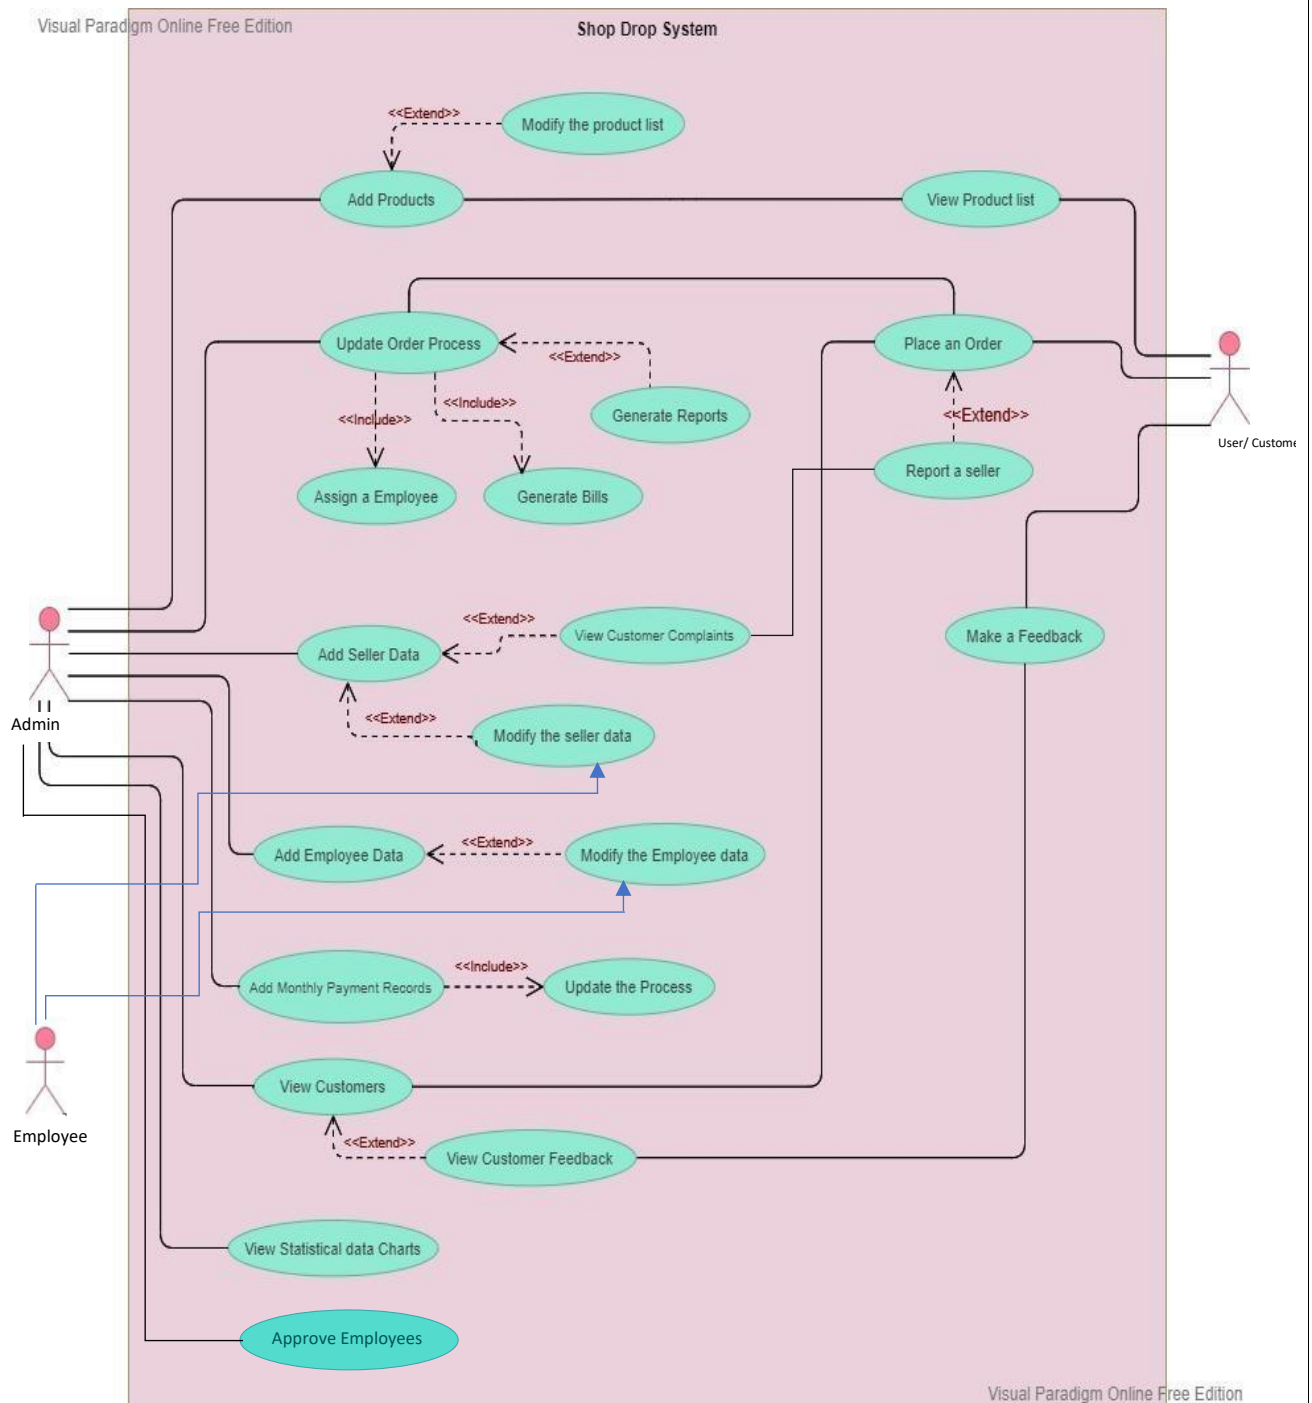 Visual Paradigm Online Free Edition
Shop Drop System
<<Extend>>
Modify the product list
Add Products
View Product list
Update Order Process
<<Extend>>
Place an Order
<<Include>>
<<Include>>
Generate Reports
<<Extend>>
User/ Custome
Assign a Employee
Generate Bills
Report a seller
<<Extend>>
Add Seller Data
View Customer Complaints
Make a Feedback
Admin
<<Extend>>
Modify the seller data
<<Extend>>
Add Employee Data
Modify the Employee data
<<Include>>
Add Monthly Payment Records
Update the Process
View Customers
Employee
<<Extend>>
View Customer Feedback
View Statistical data Charts
Approve Employees
Visual Paradigm Online Free Edition